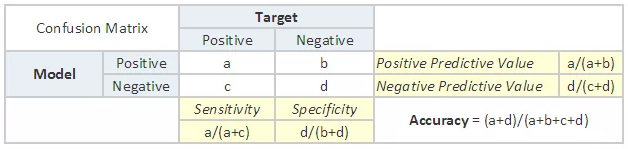 Confusion Matrix
Target
Positive Negative
Model Positive a b Positive Predictive Value a/(a+b)
Negative c d Negative Predictive Value d/(c+d)
Sensitivity Specificity
Accuracy = (a+d)/(a+b+c+d)
a/(a+c) d/(b+d)